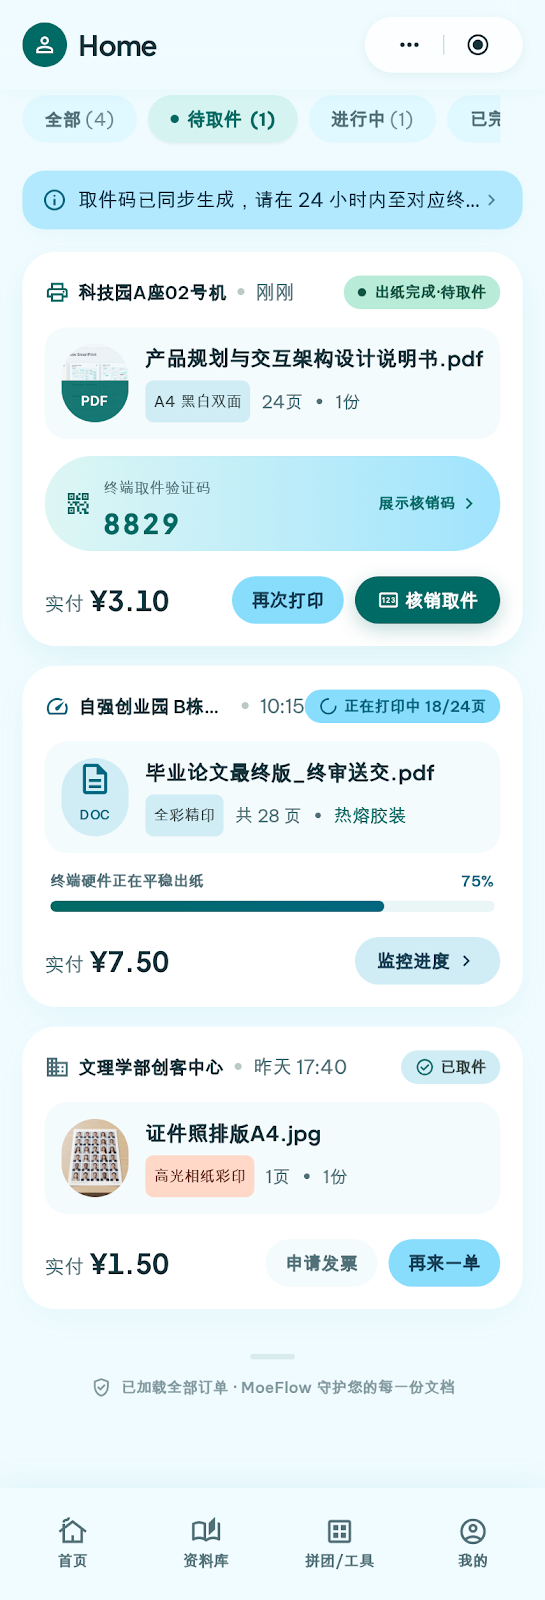 Home
全部 (4)
待取件 (1)
进行中 (1)
已完
取件码已同步生成，请在 24 小时内至对应终...
科技园A座02号机 • 刚刚
出纸完成·待取件
产品规划与交互架构设计说明书.pdf
PDF
A4 黑白双面 24页 • 1份
终端取件验证码
8829
展示核销码
实付 ¥3.10
再次打印
123 核销取件
自强创业园 B栋... • 10:15
正在打印中 18/24页
毕业论文最终版_终审送交.pdf
DOC
全彩精印 共 28 页 • 热熔胶装
终端硬件正在平稳出纸 75%
实付 ¥7.50
监控进度
文理学部创客中心 • 昨天 17:40
已取件
证件照排版A4.jpg
高光相纸彩印 1页 • 1份
实付 ¥1.50
申请发票
再来一单
已加载全部订单 · MoeFlow 守护您的每一份文档
首页
资料库
拼团/工具
我的